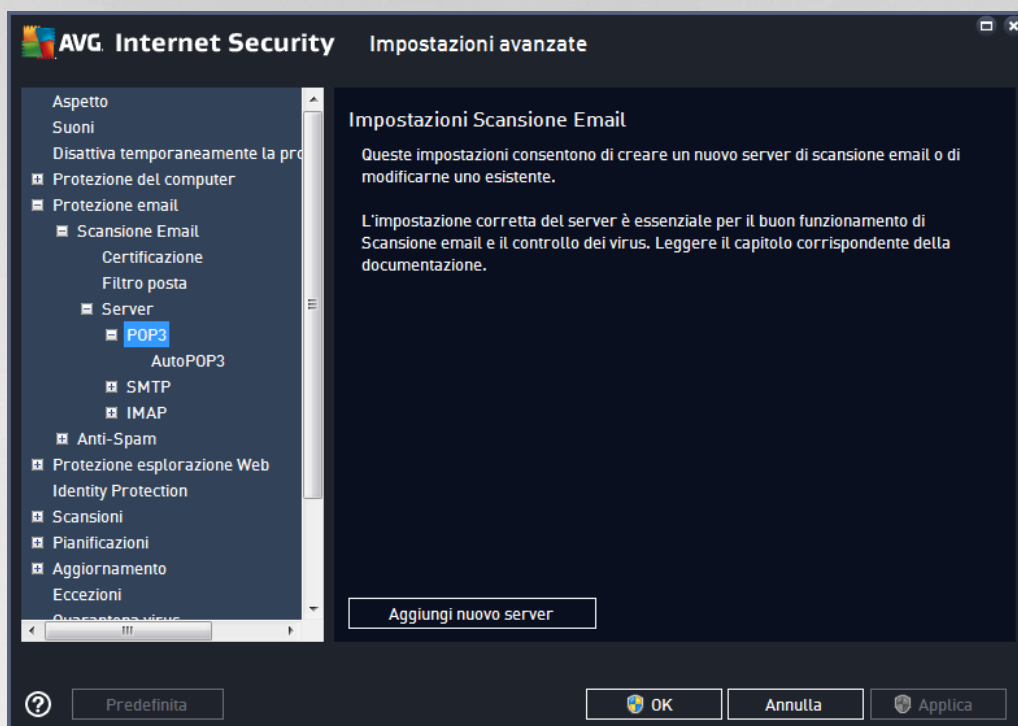 AVG. Internet Security Impostazioni avanzate
Aspetto
Suoni
Disattiva temporaneamente la pro
Protezione del computer
Protezione email
Scansione Email
Certificazione
Filtro posta
Server
POP3
AutoPOP3
SMTP
IMAP
Anti-Spam
Protezione esplorazione Web
Identity Protection
Scansioni
Pianificazioni
Aggiornamento
Eccezioni
Quarantena virus
Impostazioni Scansione Email
Queste impostazioni consentono di creare un nuovo server di scansione email o di
modificarne uno esistente.
L'impostazione corretta del server è essenziale per il buon funzionamento di
Scansione email e il controllo dei virus. Leggere il capitolo corrispondente della
documentazione.
Aggiungi nuovo server
Predefinita
OK
Annulla
Applica